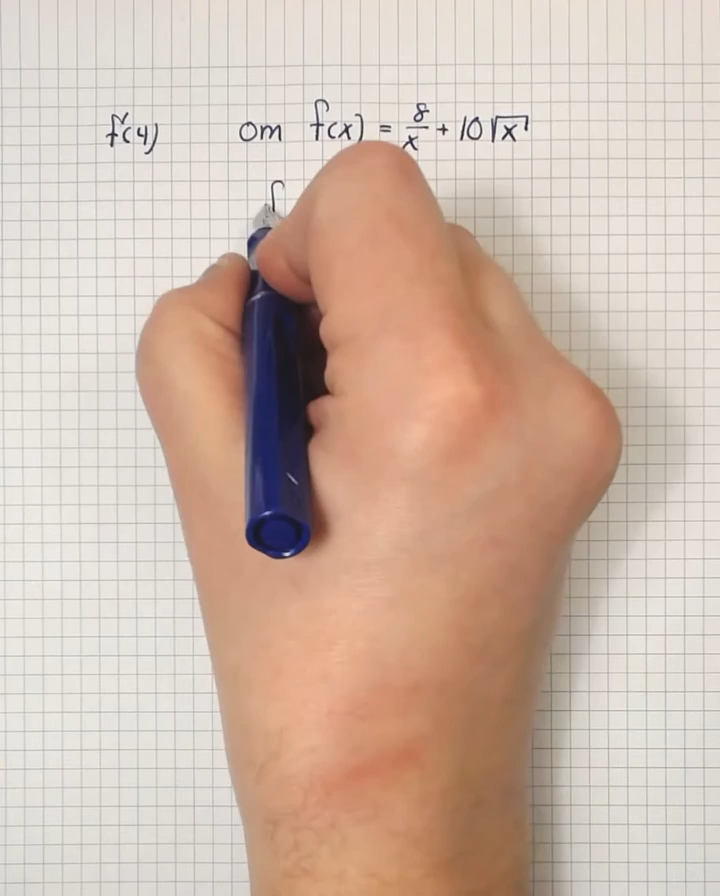 f'(4) om f(x) = 8/x + 10√x
f